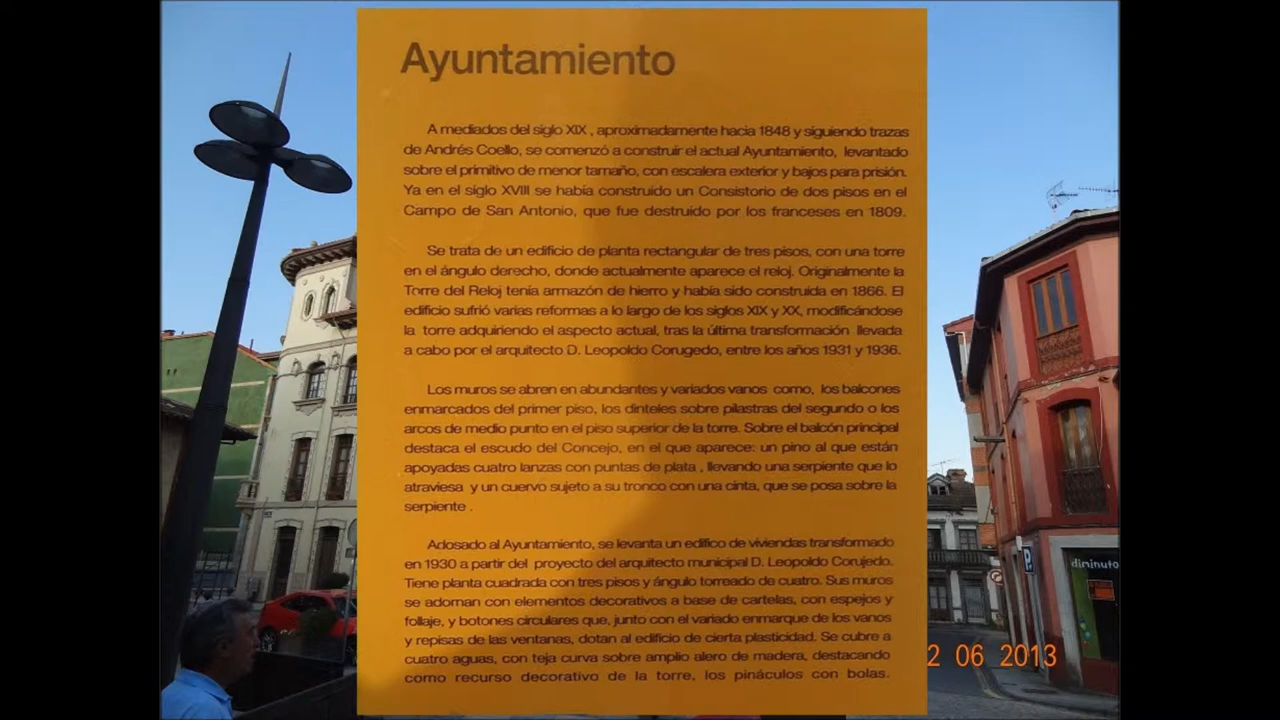 Ayuntamiento
A mediados del siglo XIX , aproximadamente hacia 1848 y siguiendo trazas
de Andrés Coello, se comenzó a construir el actual Ayuntamiento, levantado
sobre el primitivo de menor tamaño, con escalera exterior y bajos para prisión.
Ya en el siglo XVIII se había construido un Consistorio de dos pisos en el
Campo de San Antonio, que fue destruido por los franceses en 1809.
Se trata de un edificio de planta rectangular de tres pisos, con una torre
en el ángulo derecho, donde actualmente aparece el reloj. Originalmente la
Torre del Reloj tenía armazón de hierro y había sido construida en 1866. El
edificio sufrió varias reformas a lo largo de los siglos XIX y XX, modificándose
la torre adquiriendo el aspecto actual, tras la última transformación llevada
a cabo por el arquitecto D. Leopoldo Corugedo, entre los años 1931 y 1936.
Los muros se abren en abundantes y variados vanos como, los balcones
enmarcados del primer piso, los dinteles sobre pilastras del segundo o los
arcos de medio punto en el piso superior de la torre. Sobre el balcón principal
destaca el escudo del Concejo, en el que aparece: un pino al que están
apoyadas cuatro lanzas con puntas de plata , llevando una serpiente que lo
atraviesa y un cuervo sujeto a su tronco con una cinta, que se posa sobre la
serpiente .
Adosado al Ayuntamiento, se levanta un edifico de viviendas transformado
en 1930 a partir del proyecto del arquitecto municipal D. Leopoldo Corujedo.
Tiene planta cuadrada con tres pisos y ángulo torreado de cuatro. Sus muros
se adornan con elementos decorativos a base de cartelas, con espejos y
follaje, y botones circulares que, junto con el variado enmarque de los vanos
y repisas de las ventanas, dotan al edificio de cierta plasticidad. Se cubre a
cuatro aguas, con teja curva sobre amplio alero de madera, destacando
como recurso decorativo de la torre, los pináculos con bolas.
diminuto
P
2 06 2013